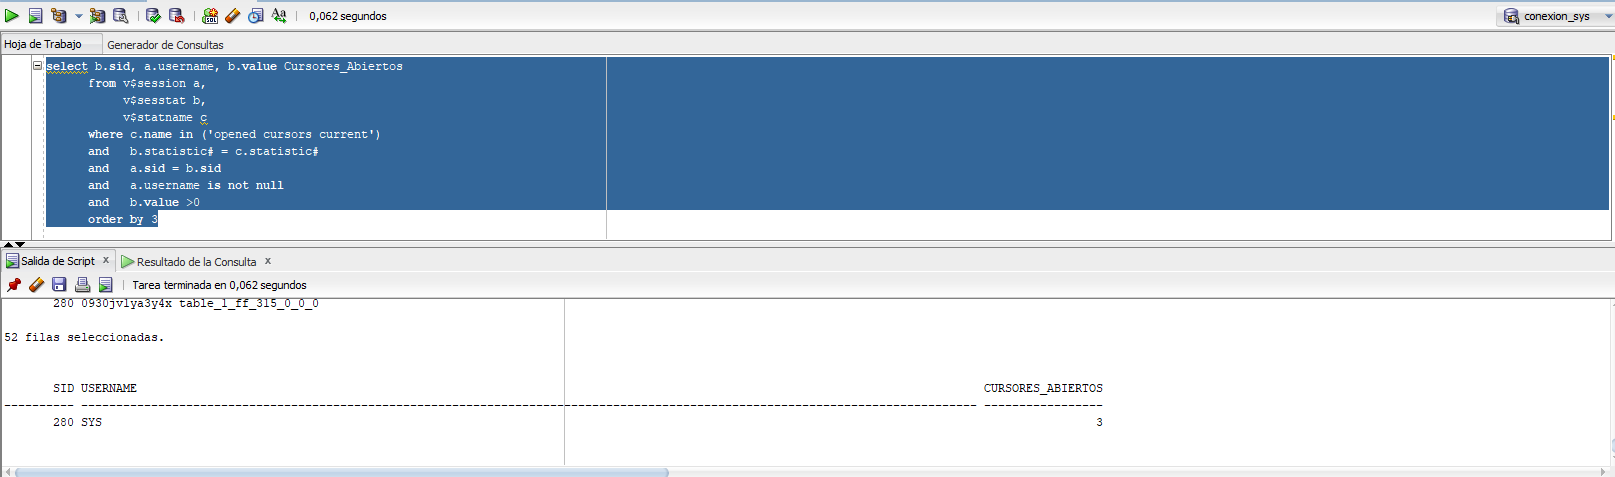 0,062 segundos
conexion_sys
Hoja de Trabajo Generador de Consultas
select b.sid, a.username, b.value Cursores_Abiertos
from v$session a,
v$sesstat b,
v$statname c
where c.name in ('opened cursors current')
and b.statistic# = c.statistic#
and a.sid = b.sid
and a.username is not null
and b.value >0
order by 3
Salida de Script x Resultado de la Consulta x
Tarea terminada en 0,062 segundos
280 0930jvlya3y4x table_1_ff_315_0_0_0
52 filas seleccionadas.
SID USERNAME CURSORES_ABIERTOS
280 SYS 3